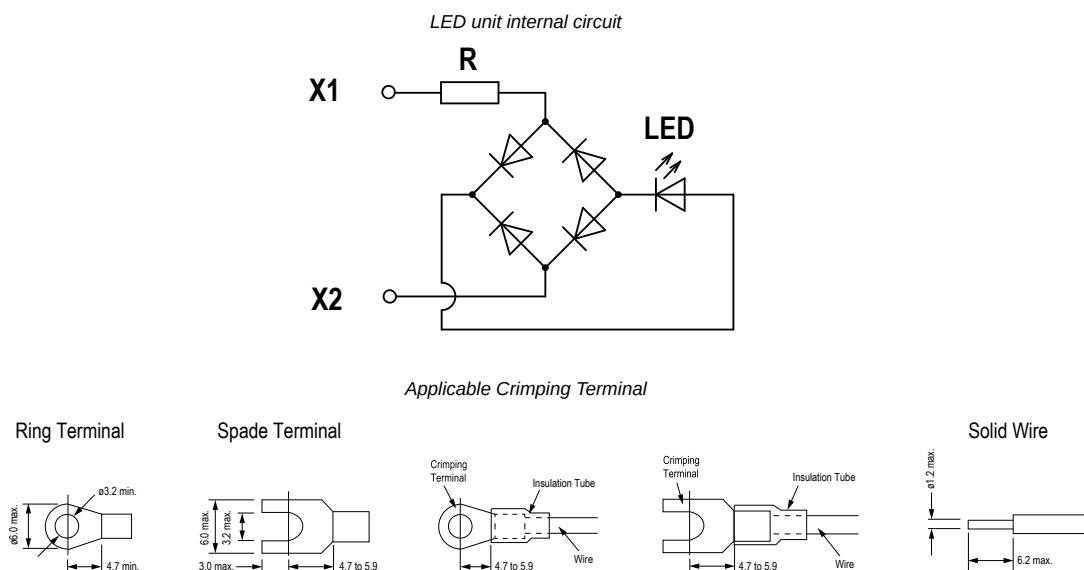 LED unit internal circuit
R
X1
LED
X2
Applicable Crimping Terminal
Ring Terminal
Spade Terminal
Solid Wire
ø3.2 min.
ø6.0 max.
4.7 min.
6.0 max.
3.2 max.
3.0 max.
4.7 to 5.9
Crimping
Terminal
Insulation Tube
Wire
4.7 to 5.9
Crimping
Terminal
Insulation Tube
Wire
4.7 to 5.9
ø1.2 max.
6.2 max.